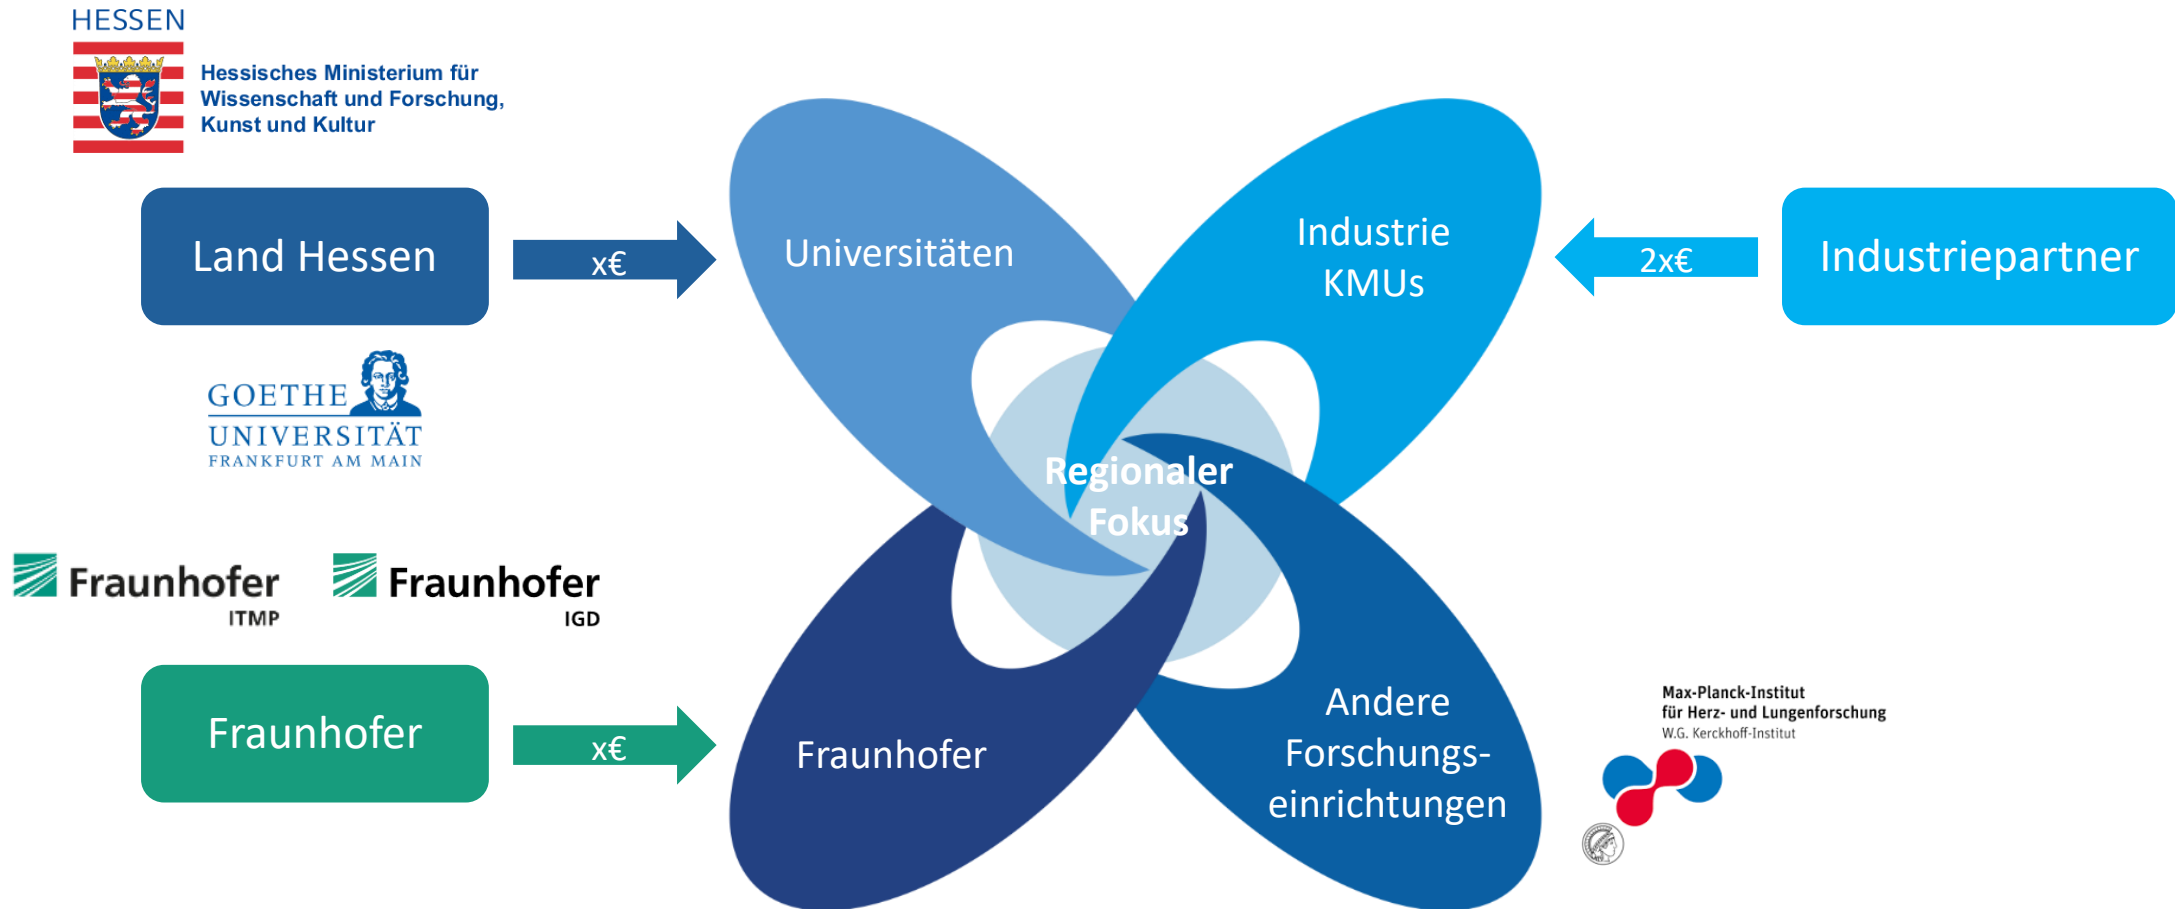 HESSEN
Hessisches Ministerium für
Wissenschaft und Forschung,
Kunst und Kultur
Land Hessen
x€
Universitäten
Industrie
KMUs
2x€
Industriepartner
GOETHE
UNIVERSITÄT
FRANKFURT AM MAIN
Regionaler
Fokus
Fraunhofer
ITMP
Fraunhofer
IGD
Fraunhofer
x€
Fraunhofer
Andere
Forschungs-
einrichtungen
Max-Planck-Institut
für Herz- und Lungenforschung
W.G. Kerckhoff-Institut